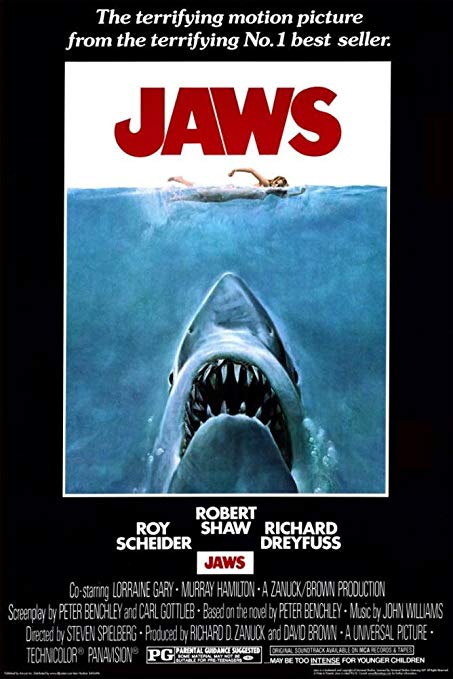 The terrifying motion picture
from the terrifying No. 1 best seller.
JAWS
ROBERT
ROY SHAW RICHARD
SCHEIDER DREYFUSS
JAWS
Co-starring LORRAINE GARY • MURRAY HAMILTON • A ZANUCK/BROWN PRODUCTION
Screenplay by PETER BENCHLEY and CARL GOTTLIEB • Based on the novel by PETER BENCHLEY • Music by JOHN WILLIAMS
Directed by STEVEN SPIELBERG • Produced by RICHARD D. ZANUCK and DAVID BROWN • A UNIVERSAL PICTURE •
TECHNICOLOR® PANAVISION®
PG PARENTAL GUIDANCE SUGGESTED
SOME MATERIAL MAY NOT BE
SUITABLE FOR PRE-TEENAGERS
ORIGINAL SOUNDTRACK AVAILABLE ON MCA RECORDS & TAPES
...MAY BE TOO INTENSE FOR YOUNGER CHILDREN